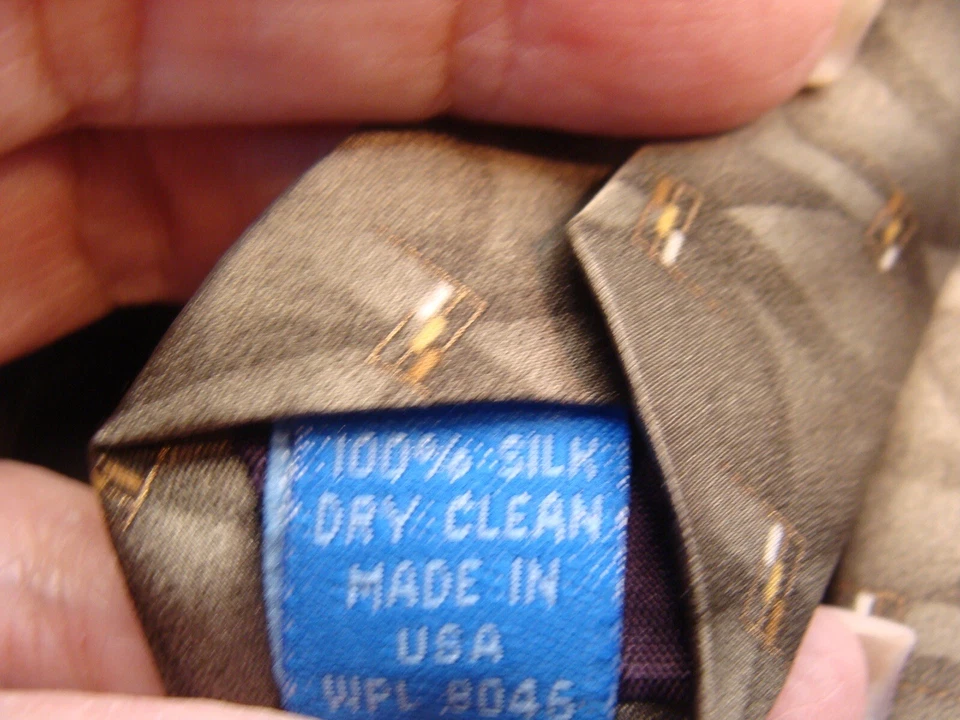 100% SILK
DRY CLEAN
MADE IN
USA
WPL 8046